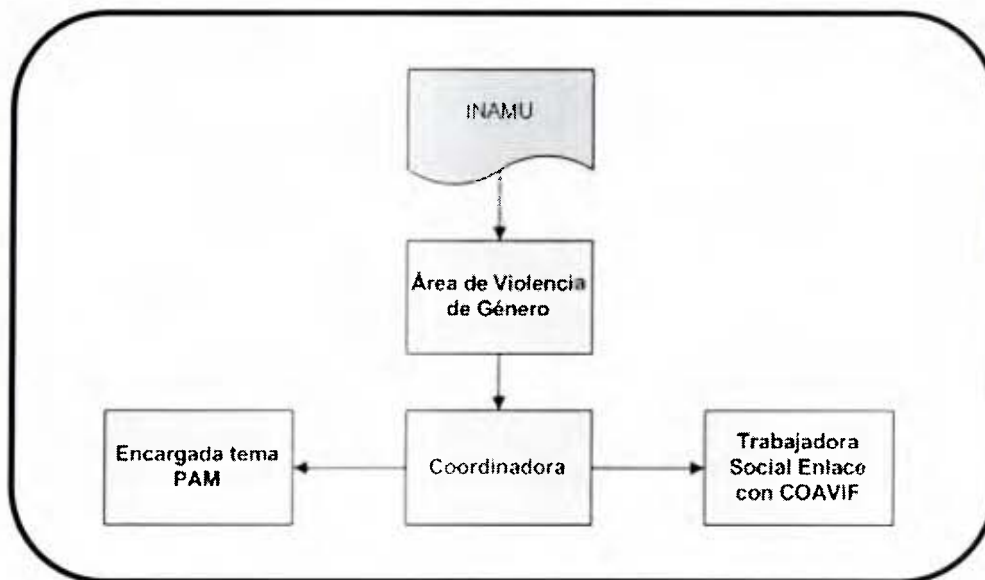 INAMU
Área de Violencia
de Género
Encargada tema
PAM
Coordinadora
Trabajadora
Social Enlace
con COAVIF